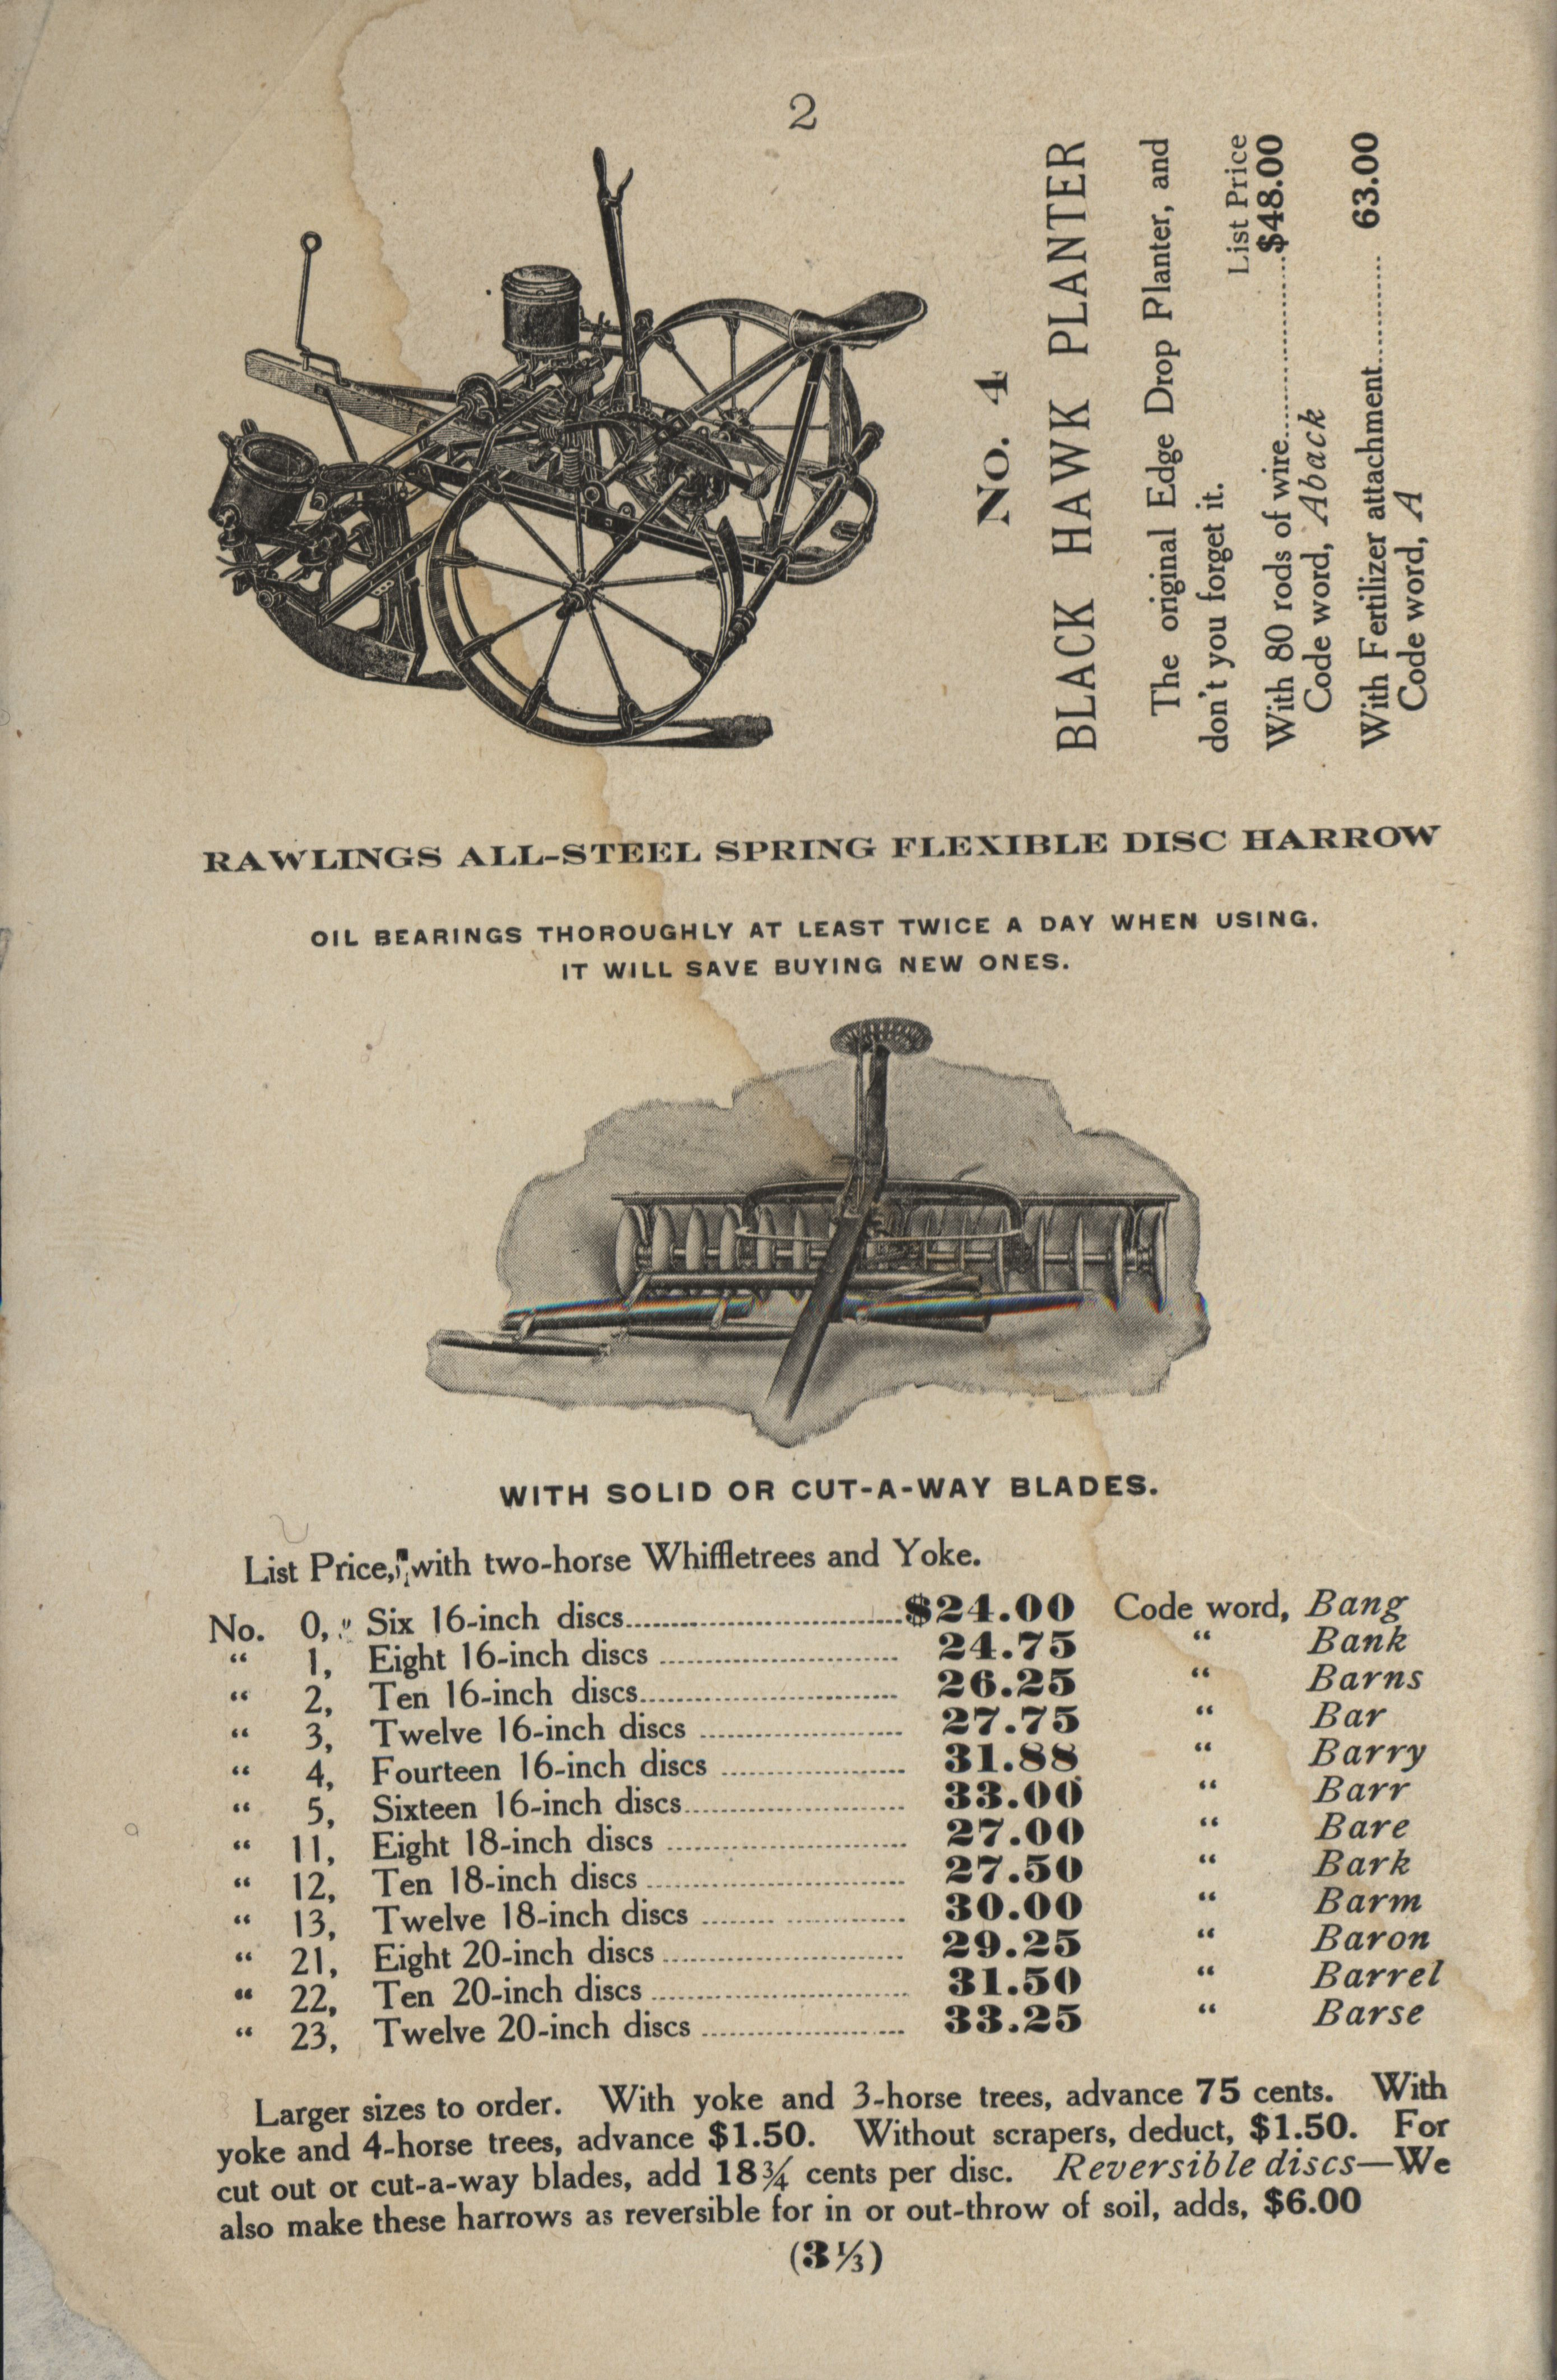 2
No. 4
BLACK HAWK PLANTER
The original Edge Drop Planter, and
don't you forget it.
List Price
With 80 rods of wire..............................$48.00
Code word, Aback
With Fertilizer attachment............ 63.00
Code word, A
RAWLINGS ALL-STEEL SPRING FLEXIBLE DISC HARROW
OIL BEARINGS THOROUGHLY AT LEAST TWICE A DAY WHEN USING.
IT WILL SAVE BUYING NEW ONES.
WITH SOLID OR CUT-A-WAY BLADES.
List Price, with two-horse Whiffletrees and Yoke.
No. 0, Six 16-inch discs..............................$24.00 Code word, Bang
“ 1, Eight 16-inch discs .......................... 24.75 “ Bank
“ 2, Ten 16-inch discs............................ 26.25 “ Barns
“ 3, Twelve 16-inch discs ...................... 27.75 “ Bar
“ 4, Fourteen 16-inch discs .................... 31.88 “ Barry
“ 5, Sixteen 16-inch discs........................ 33.00 “ Barr
“ 11, Eight 18-inch discs .......................... 27.00 “ Bare
“ 12, Ten 18-inch discs ............................ 27.50 “ Bark
“ 13, Twelve 18-inch discs ........ ............. 30.00 “ Barm
“ 21, Eight 20-inch discs .......................... 29.25 “ Baron
“ 22, Ten 20-inch discs ............................ 31.50 “ Barrel
“ 23, Twelve 20-inch discs ...................... 33.25 “ Barse
Larger sizes to order. With yoke and 3-horse trees, advance 75 cents. With
yoke and 4-horse trees, advance $1.50. Without scrapers, deduct, $1.50. For
cut out or cut-a-way blades, add 18¾ cents per disc. Reversible discs—We
also make these harrows as reversible for in or out-throw of soil, adds, $6.00
(3⅓)